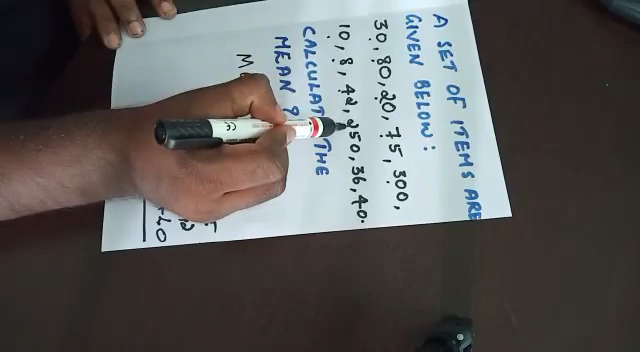 A SET OF ITEMS ARE
GIVEN BELOW:
30, 80, 20, 75, 300,
10, 8, 42, 250, 36, 40.
CALCULATE THE
MEAN ?
+40